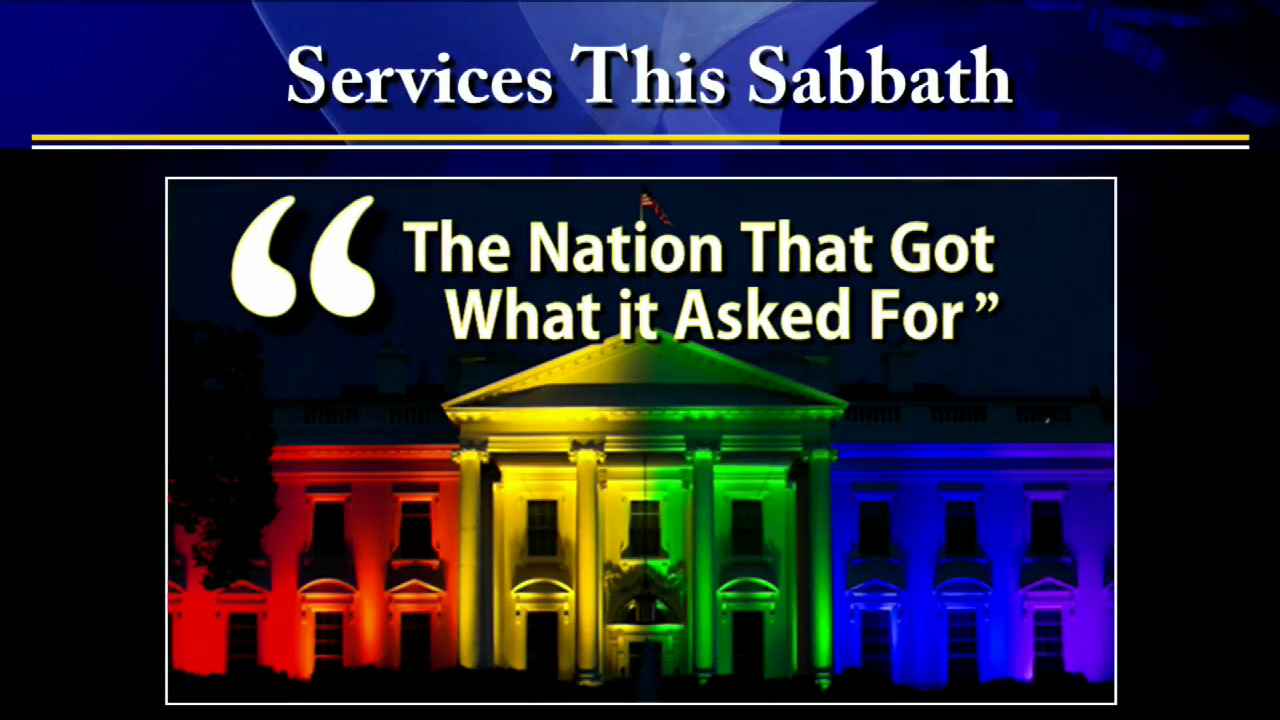 Services This Sabbath
“ The Nation That Got
What it Asked For ”